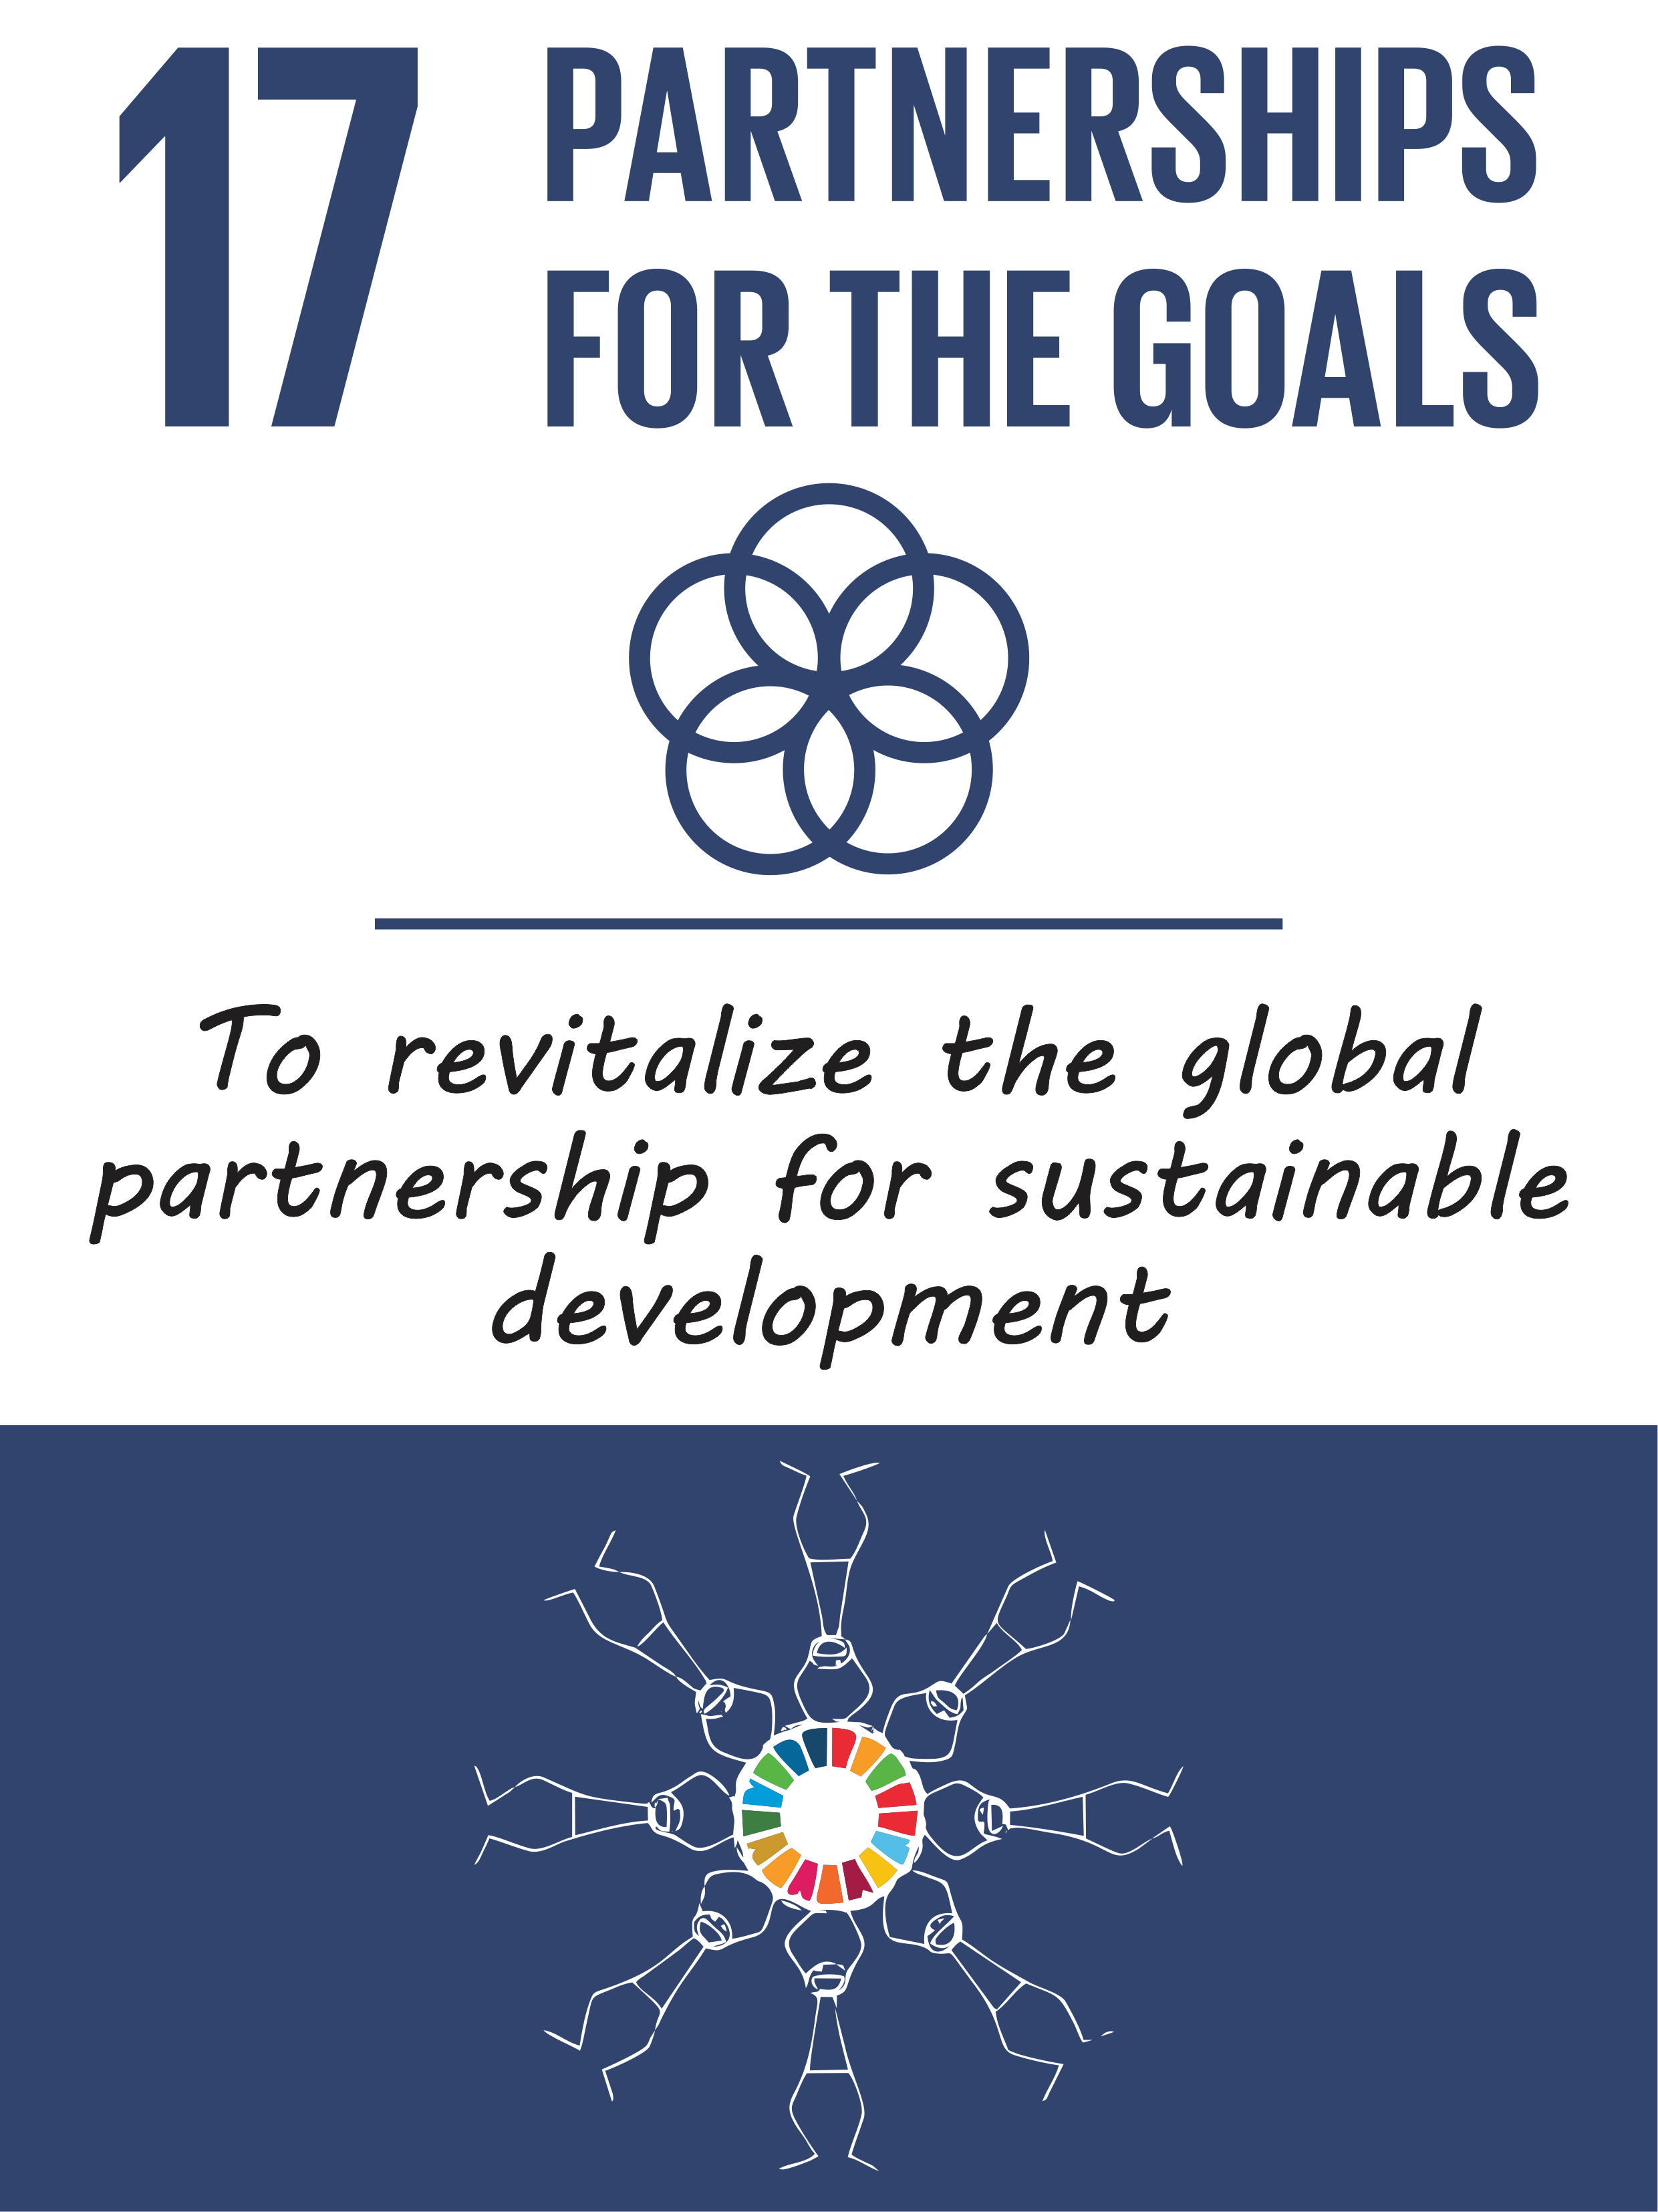 17 PARTNERSHIPS
FOR THE GOALS
To revitalize the global
partnership for sustainable
development